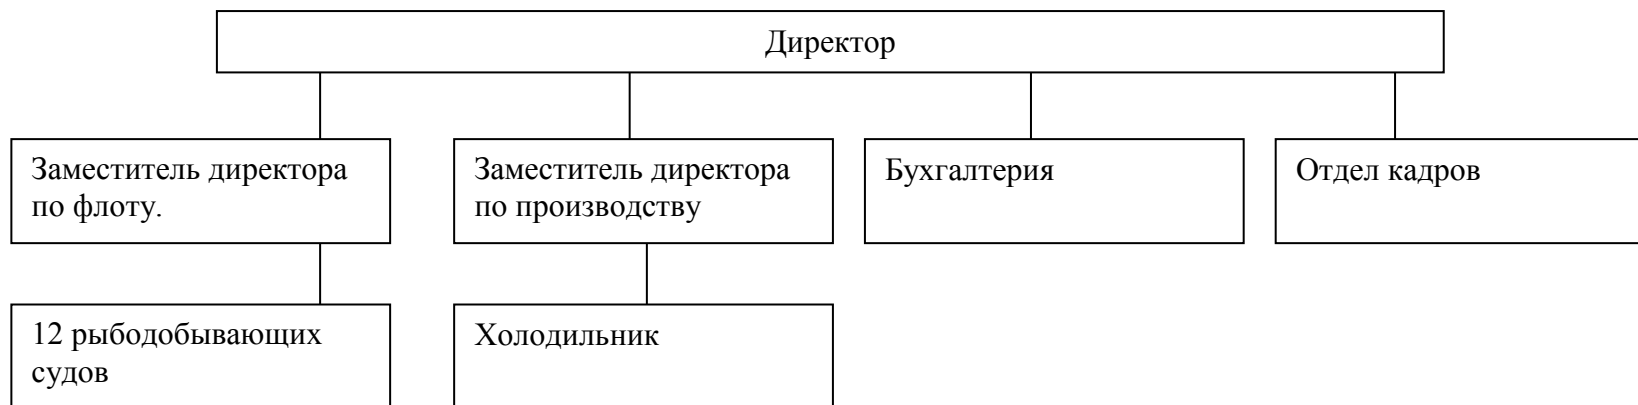 Директор
Заместитель директора
по флоту.
Заместитель директора
по производству
Бухгалтерия
Отдел кадров
12 рыбодобывающих
судов
Холодильник